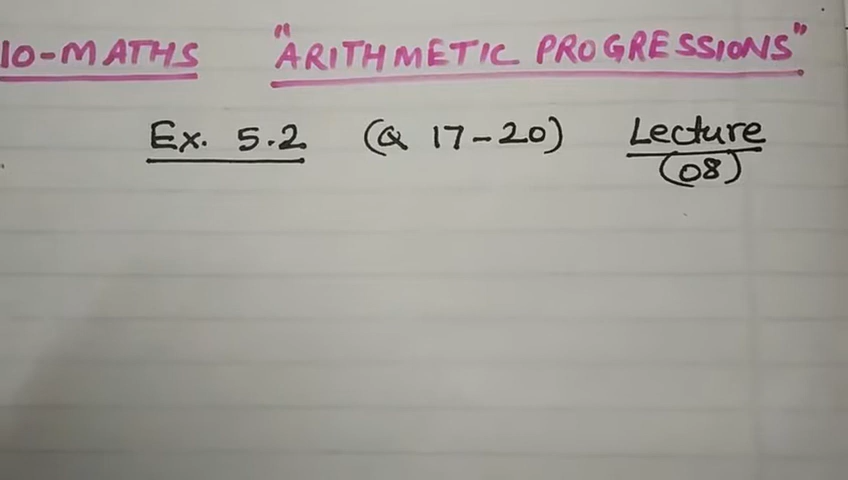 10-MATHS "ARITHMETIC PROGRESSIONS"
Ex. 5.2 (Q 17-20) Lecture
(08)